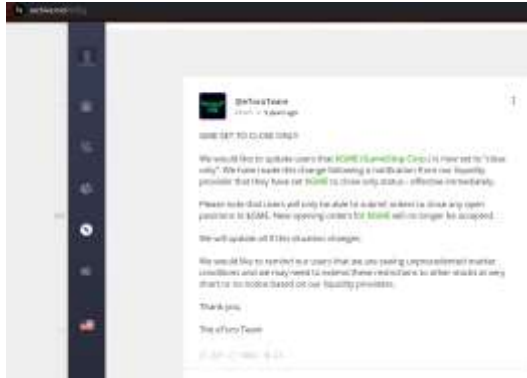 @eToroTeam
$GME SET TO CLOSE ONLY
We would like to update users that $GME (GameStop Corp.) is now set to "close
only". We have made this change following a notification from our liquidity
provider that they have set $GME to close only status - effective immediately.
Please note that users will only be able to submit orders to close any open
positions in $GME. New opening orders for $GME will no longer be accepted.
We will update all if this situation changes.
We would like to remind our users that we are seeing unprecedented market
conditions and we may need to extend these restrictions to other stocks at very
short or no notice based on our liquidity providers.
Thank you,
The eToro Team